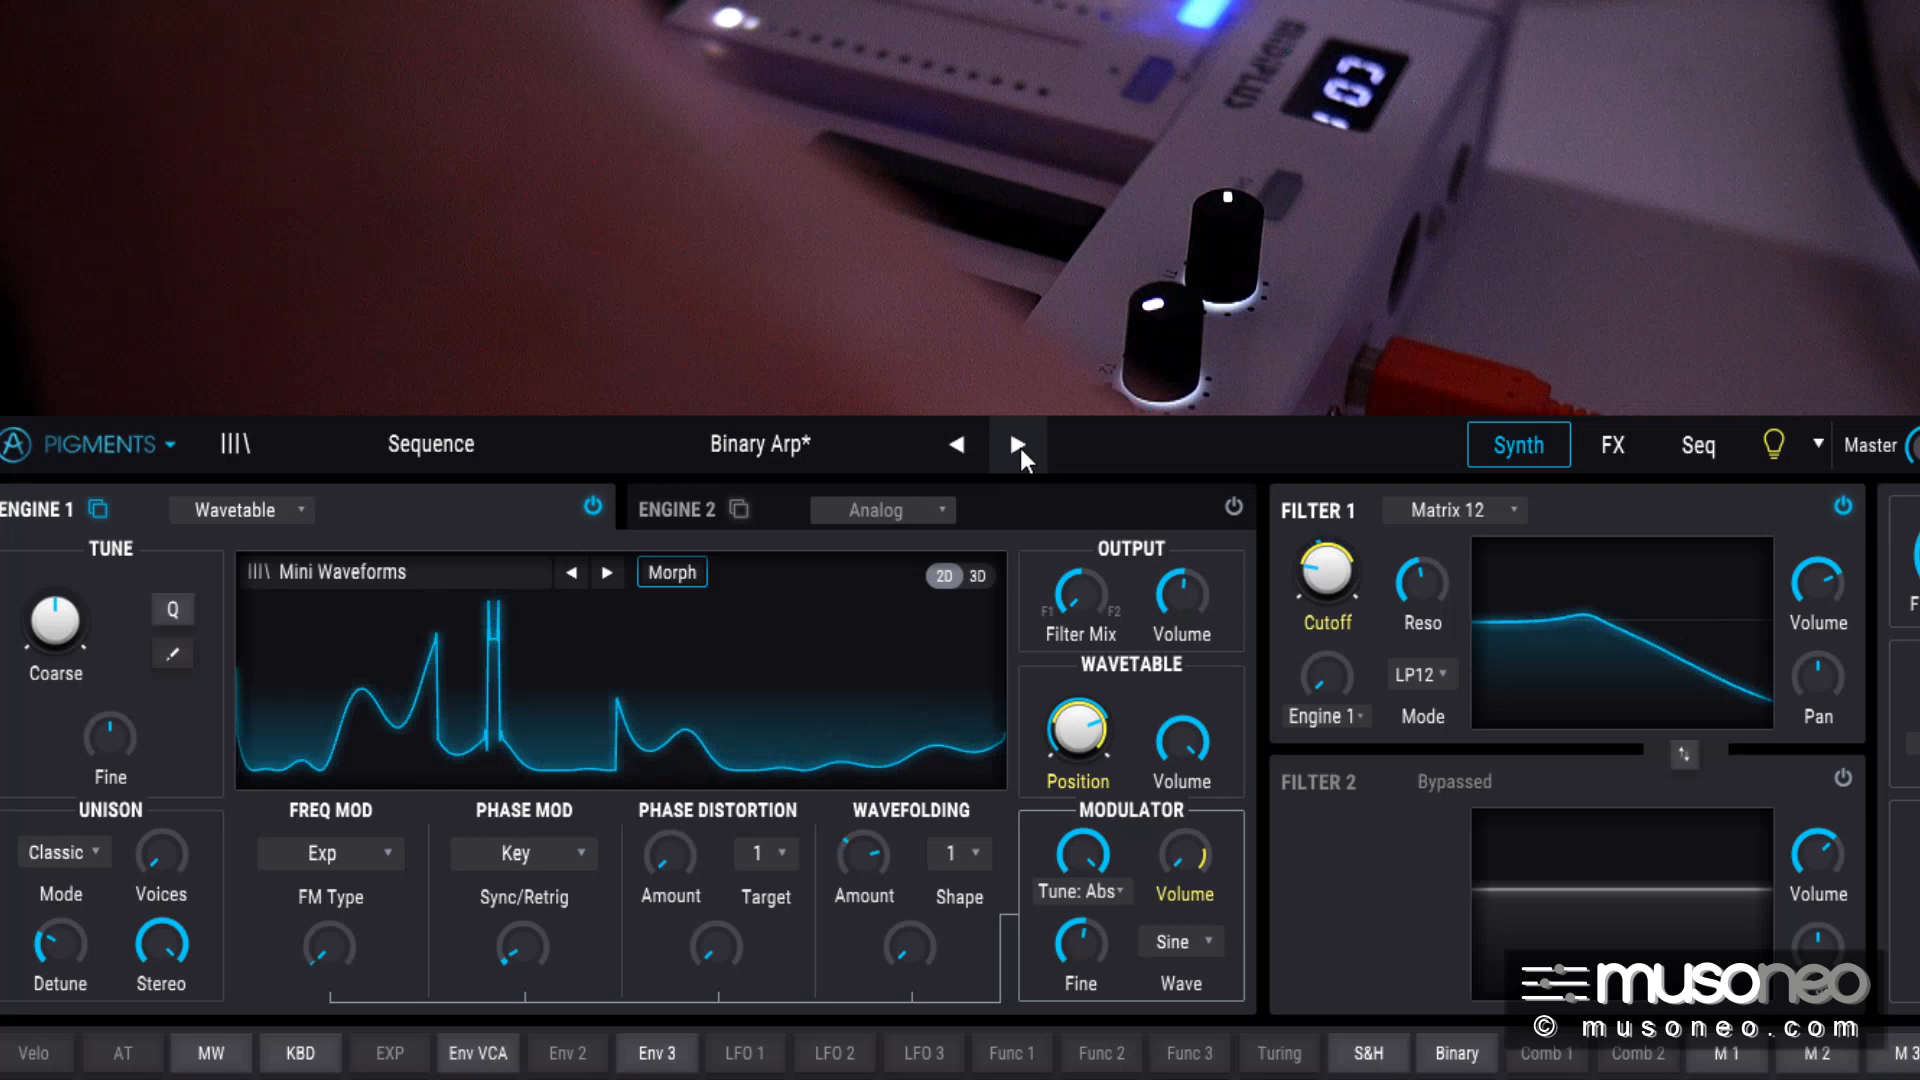 MIDIPLUS
C01
PIGMENTS
Sequence
Binary Arp*
Synth
FX
Seq
Master
ENGINE 1
Wavetable
ENGINE 2
Analog
FILTER 1
Matrix 12
TUNE
Coarse
Q
Fine
Mini Waveforms
Morph
2D 3D
OUTPUT
F1 F2
Filter Mix
Volume
WAVETABLE
Position
Volume
Cutoff
Reso
Volume
Engine 1
LP12
Mode
Pan
FILTER 2
Bypassed
Volume
UNISON
Classic
Mode
Voices
Detune
Stereo
FREQ MOD
Exp
FM Type
PHASE MOD
Key
Sync/Retrig
PHASE DISTORTION
1
Amount
Target
WAVEFOLDING
1
Amount
Shape
MODULATOR
Tune: Abs
Volume
Sine
Fine
Wave
musoneo
© musoneo.com
Velo AT MW KBD EXP Env VCA Env 2 Env 3 LFO 1 LFO 2 LFO 3 Func 1 Func 2 Func 3 Turing S&H Binary Comb 1 Comb 2 M 1 M 2 M 3